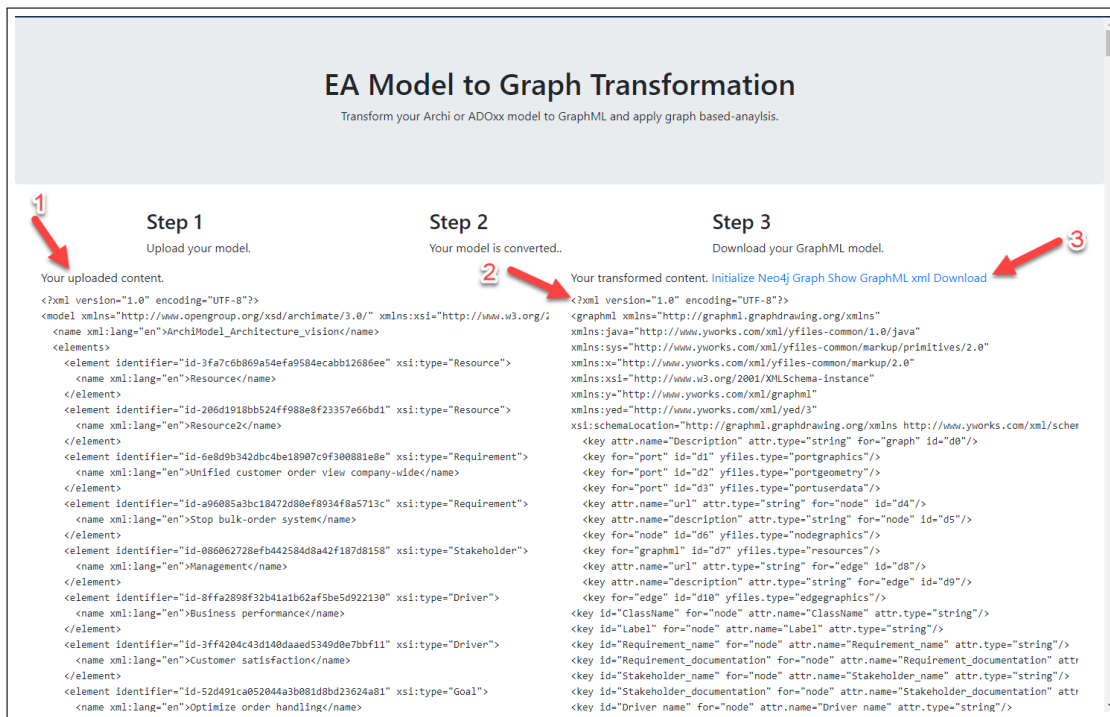 EA Model to Graph Transformation
Transform your Archi or ADOxx model to GraphML and apply graph based-anaylsis.
1
Step 1
Upload your model.
Step 2
Your model is converted..
Step 3
Download your GraphML model.
2
3
Your uploaded content.
<?xml version="1.0" encoding="UTF-8"?>
<model xmlns="http://www.opengroup.org/xsd/archimate/3.0/" xmlns:xsi="http://www.w3.org/2
<name xml:lang="en">ArchiModel_Architecture_vision</name>
<elements>
<element identifier="id-3fa7c6b869a54efa9584ecabb12686ee" xsi:type="Resource">
<name xml:lang="en">Resource</name>
</element>
<element identifier="id-206d1918bb524ff988e8f23357e66bd1" xsi:type="Resource">
<name xml:lang="en">Resource2</name>
</element>
<element identifier="id-6e8d9b342dbc4be18907c9f300881e8e" xsi:type="Requirement">
<name xml:lang="en">Unified customer order view company-wide</name>
</element>
<element identifier="id-a96085a3bc18472d80ef8934f8a5713c" xsi:type="Requirement">
<name xml:lang="en">Stop bulk-order system</name>
</element>
<element identifier="id-086062728efb442584d8a42f187d8158" xsi:type="Stakeholder">
<name xml:lang="en">Management</name>
</element>
<element identifier="id-8ffa2898f32b41a1b62af5be5d922130" xsi:type="Driver">
<name xml:lang="en">Business performance</name>
</element>
<element identifier="id-3ff4204c43d140daaed5349d0e7bbf11" xsi:type="Driver">
<name xml:lang="en">Customer satisfaction</name>
</element>
<element identifier="id-52d491ca052044a3b081d8bd23624a81" xsi:type="Goal">
<name xml:lang="en">Optimize order handling</name>
Your transformed content. Initialize Neo4j Graph Show GraphML xml Download
<?xml version="1.0" encoding="UTF-8"?>
<graphml xmlns="http://graphml.graphdrawing.org/xmlns"
xmlns:java="http://www.yworks.com/xml/yfiles-common/1.0/java"
xmlns:sys="http://www.yworks.com/xml/yfiles-common/markup/primitives/2.0"
xmlns:x="http://www.yworks.com/xml/yfiles-common/markup/2.0"
xmlns:xsi="http://www.w3.org/2001/XMLSchema-instance"
xmlns:y="http://www.yworks.com/xml/graphml"
xmlns:yed="http://www.yworks.com/xml/yed/3"
xsi:schemaLocation="http://graphml.graphdrawing.org/xmlns http://www.yworks.com/xml/schem
<key attr.name="Description" attr.type="string" for="graph" id="d0"/>
<key for="port" id="d1" yfiles.type="portgraphics"/>
<key for="port" id="d2" yfiles.type="portgeometry"/>
<key for="port" id="d3" yfiles.type="portuserdata"/>
<key attr.name="url" attr.type="string" for="node" id="d4"/>
<key attr.name="description" attr.type="string" for="node" id="d5"/>
<key for="node" id="d6" yfiles.type="nodegraphics"/>
<key for="graphml" id="d7" yfiles.type="resources"/>
<key attr.name="url" attr.type="string" for="edge" id="d8"/>
<key attr.name="description" attr.type="string" for="edge" id="d9"/>
<key for="edge" id="d10" yfiles.type="edgegraphics"/>
<key id="ClassName" for="node" attr.name="ClassName" attr.type="string"/>
<key id="Label" for="node" attr.name="Label" attr.type="string"/>
<key id="Requirement_name" for="node" attr.name="Requirement_name" attr.type="string"/>
<key id="Requirement_documentation" for="node" attr.name="Requirement_documentation" attr
<key id="Stakeholder_name" for="node" attr.name="Stakeholder_name" attr.type="string"/>
<key id="Stakeholder_documentation" for="node" attr.name="Stakeholder_documentation" attr
<key id="Driver_name" for="node" attr.name="Driver_name" attr.type="string"/>